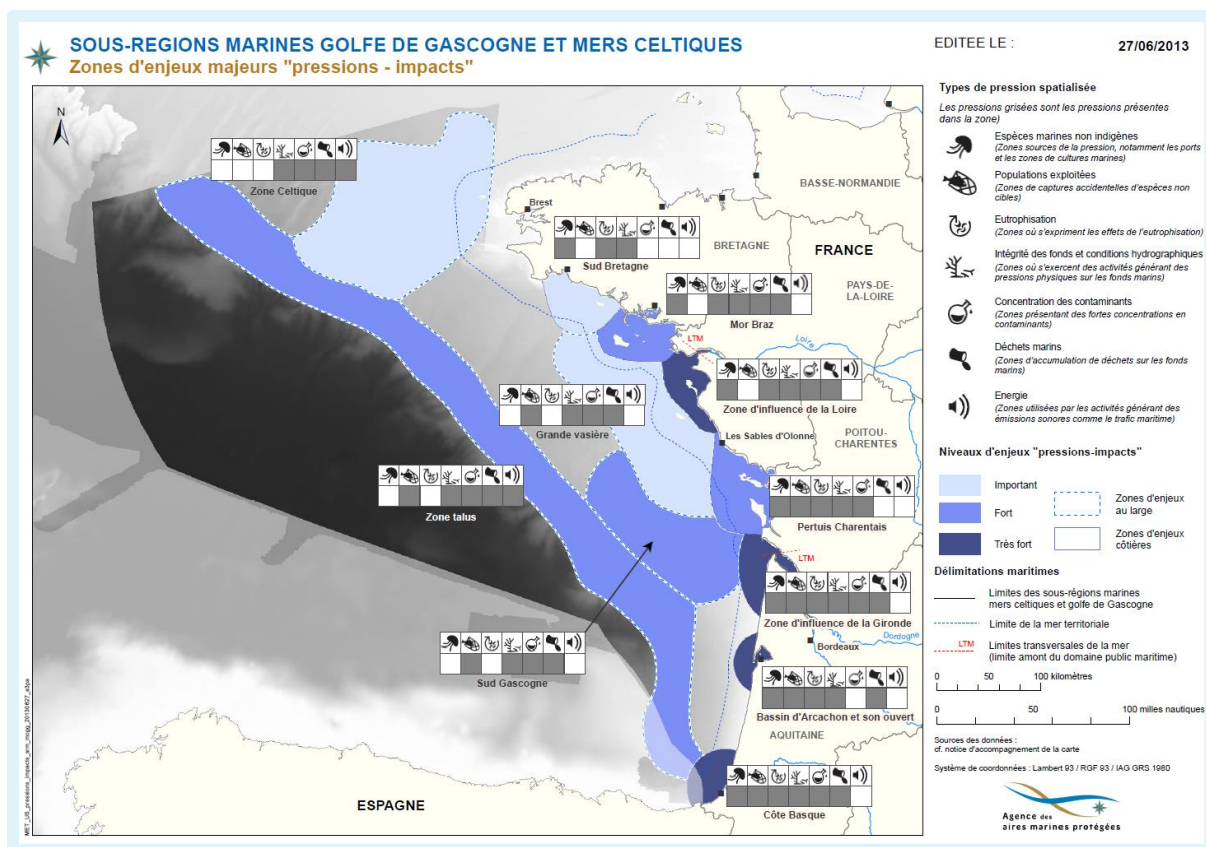 SOUS-REGIONS MARINES GOLFE DE GASCOGNE ET MERS CELTIQUES
Zones d'enjeux majeurs "pressions - impacts"
EDITEE LE :
27/06/2013
N
Zone Celtique
Brest
Sud Bretagne
BRETAGNE
BASSE-NORMANDIE
FRANCE
PAYS-DE-
LA-LOIRE
Mor Braz
LTM
Loire
Zone d'influence de la Loire
Grande vasière
Les Sables d'Olonne
POITOU-
CHARENTES
Zone talus
Pertuis Charentais
LTM
Zone d'influence de la Gironde
Dordogne
Bordeaux
Sud Gascogne
Bassin d'Arcachon et son ouvert
AQUITAINE
Côte Basque
ESPAGNE
Types de pression spatialisée
Les pressions grisées sont les pressions présentes
dans la zone)
Espèces marines non indigènes
(Zones sources de la pression, notamment les ports
et les zones de cultures marines)
Populations exploitées
(Zones de captures accidentelles d'espèces non
cibles)
Eutrophisation
(Zones où s'expriment les effets de l'eutrophisation)
Intégrité des fonds et conditions hydrographiques
(Zones où s'exercent des activités générant des
pressions physiques sur les fonds marins)
Concentration des contaminants
(Zones présentant des fortes concentrations en
contaminants)
Déchets marins
(Zones d'accumulation de déchets sur les fonds
marins)
Energie
(Zones utilisées par les activités générant des
émissions sonores comme le trafic maritime)
Niveaux d'enjeu "pressions-impacts"
Important
Fort
Très fort
Zones d'enjeux
au large
Zones d'enjeux
côtières
Délimitations maritimes
Limites des sous-régions marines
mers celtiques et golfe de Gascogne
Limite de la mer territoriale
LTM
Limites transversales de la mer
(limite amont du domaine public maritime)
0 50 100 kilomètres
0 50 100 milles nautiques
Sources des données :
cf. notice d'accompagnement de la carte
Système de coordonnées : Lambert 93 / RGF 93 / IAG GRS 1980
Agence des
aires marines protégées